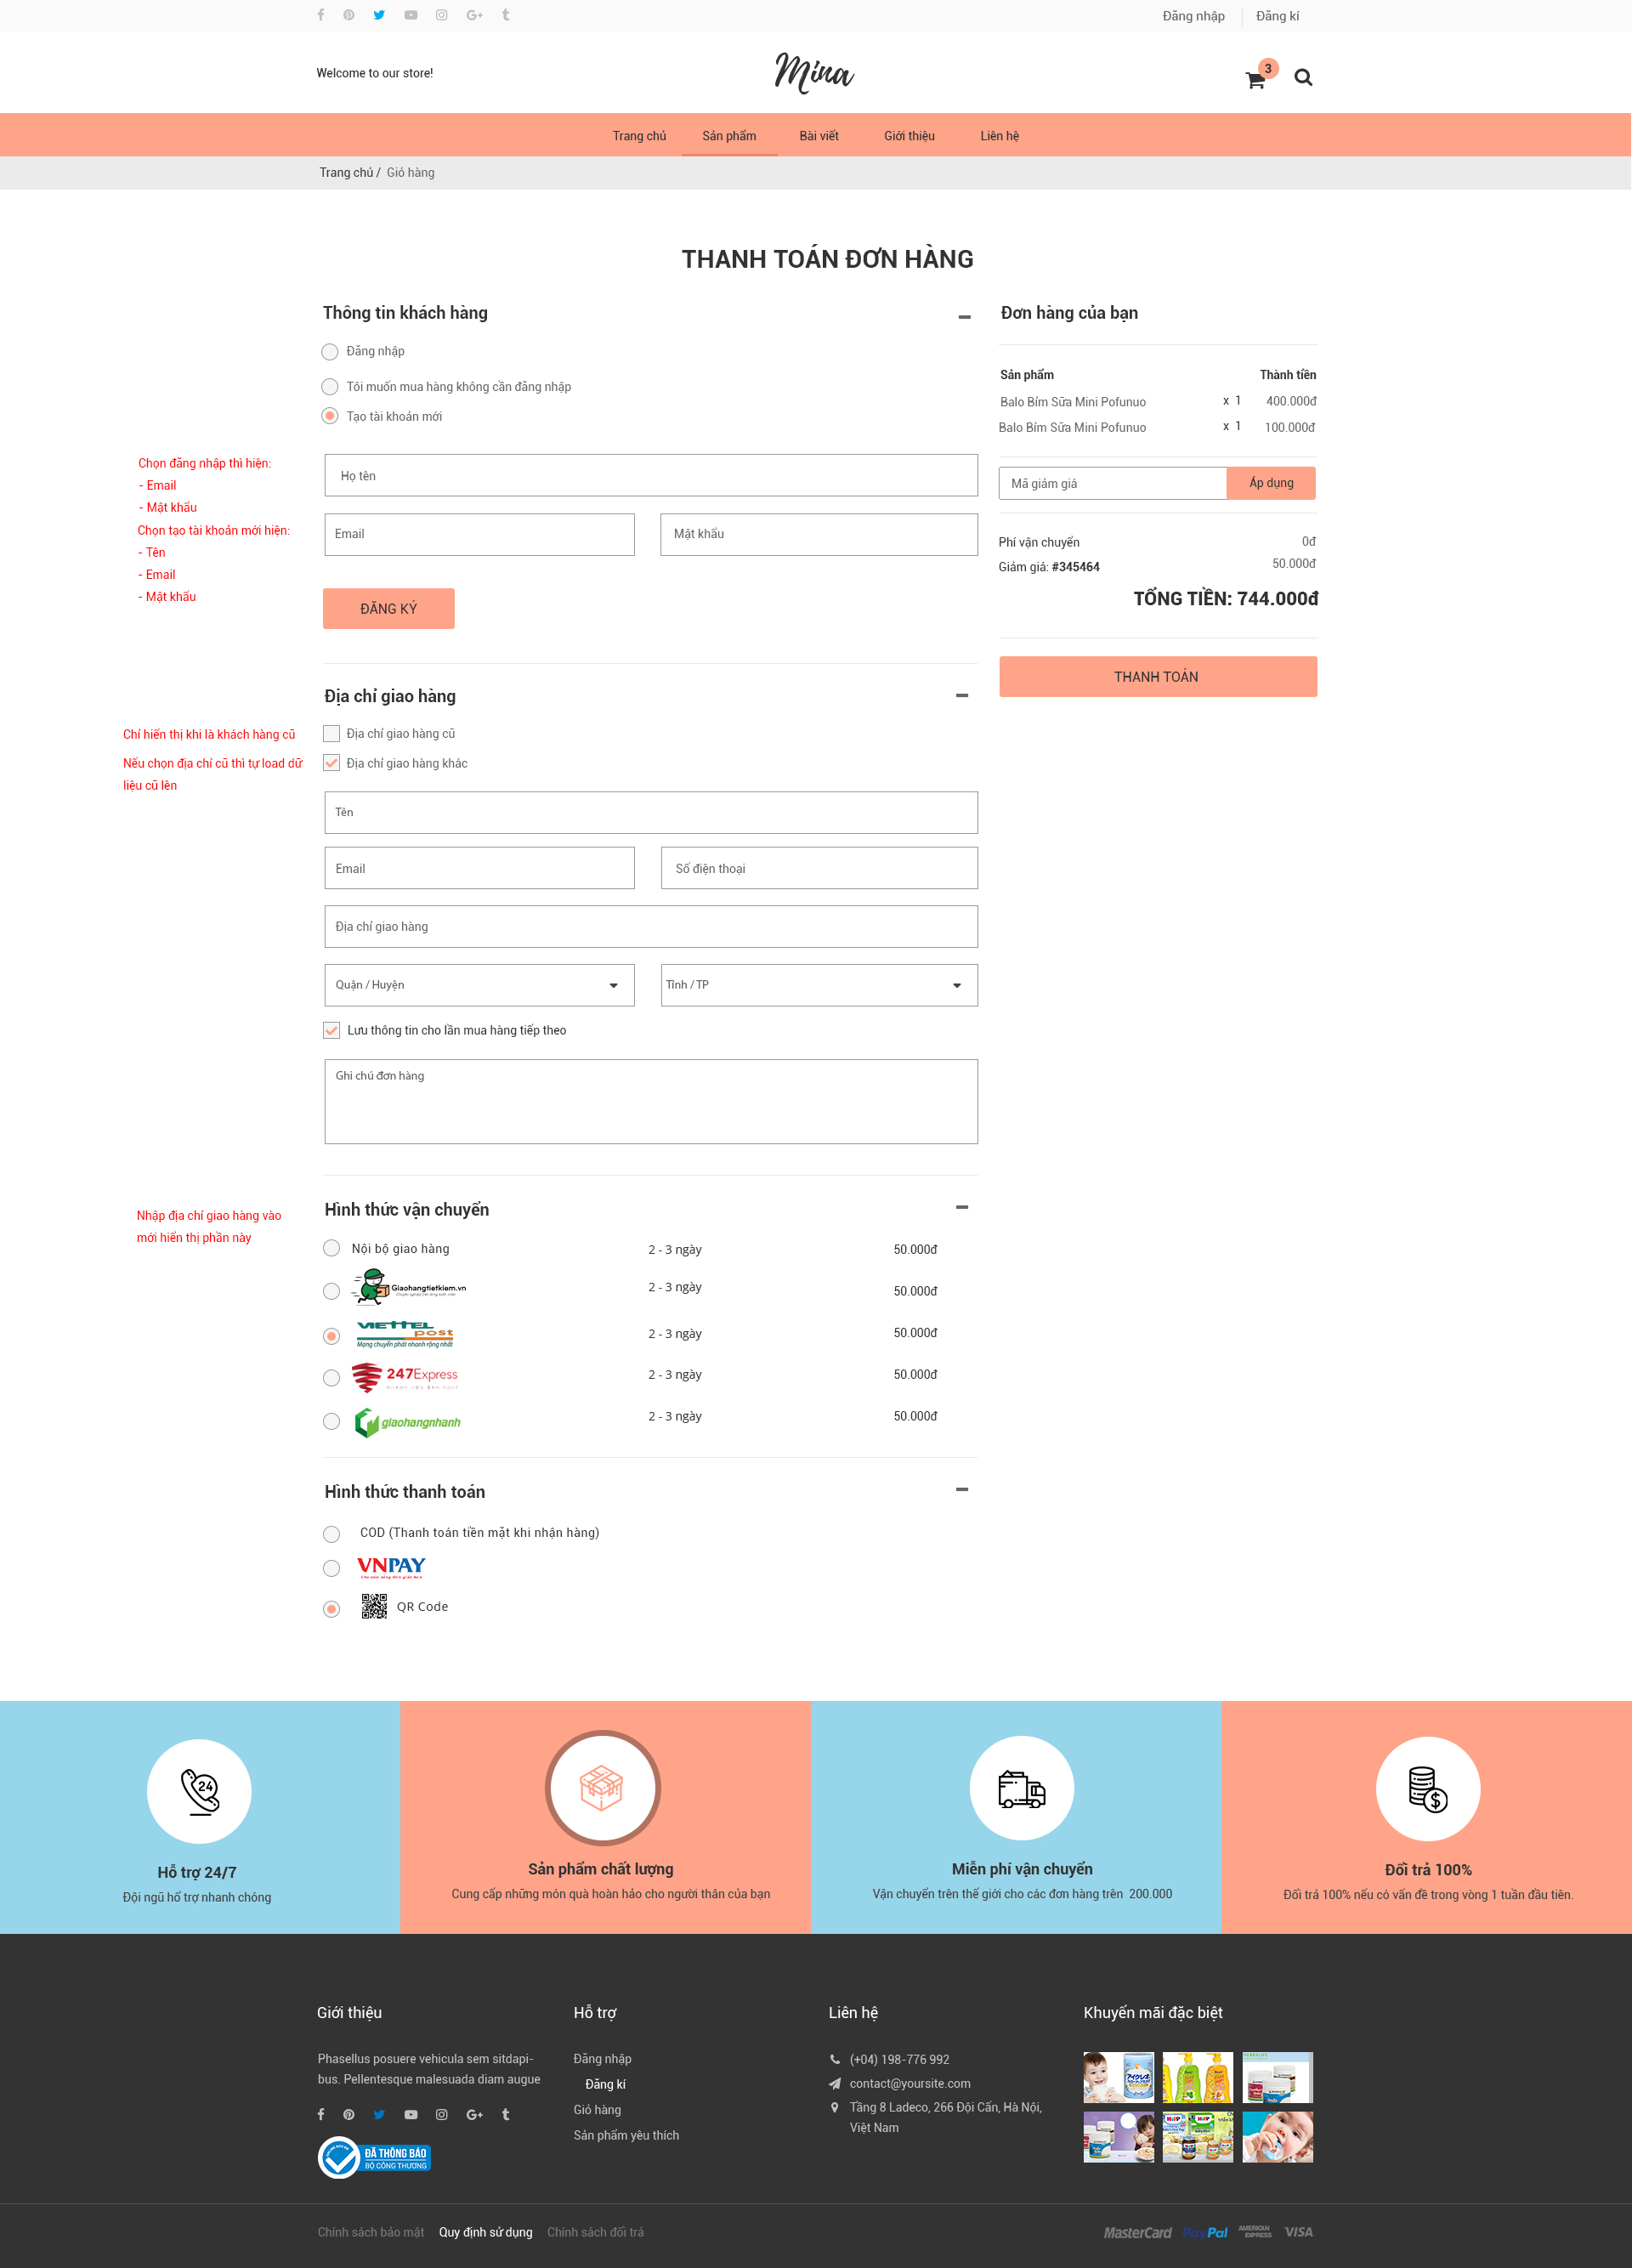 Đăng nhập
Đăng kí
Welcome to our store!
Mina
3
Trang chủ
Sản phẩm
Bài viết
Giới thiệu
Liên hệ
Trang chủ / Giỏ hàng
THANH TOÁN ĐƠN HÀNG
Thông tin khách hàng
Đăng nhập
Tôi muốn mua hàng không cần đăng nhập
Tạo tài khoản mới
Chọn đăng nhập thì hiện:
- Email
- Mật khẩu
Chọn tạo tài khoản mới hiện:
- Tên
- Email
- Mật khẩu
Họ tên
Email
Mật khẩu
ĐĂNG KÝ
Đơn hàng của bạn
Sản phẩm Thành tiền
Balo Bỉm Sữa Mini Pofunuo x 1 400.000đ
Balo Bỉm Sữa Mini Pofunuo x 1 100.000đ
Mã giảm giá
Áp dụng
Phí vận chuyển 0đ
Giảm giá: #345464 50.000đ
TỔNG TIỀN: 744.000đ
THANH TOÁN
Địa chỉ giao hàng
Chỉ hiển thị khi là khách hàng cũ
Nếu chọn địa chỉ cũ thì tự load dữ
liệu cũ lên
Địa chỉ giao hàng cũ
Địa chỉ giao hàng khác
Tên
Email
Số điện thoại
Địa chỉ giao hàng
Quận / Huyện
Tỉnh / TP
Lưu thông tin cho lần mua hàng tiếp theo
Ghi chú đơn hàng
Nhập địa chỉ giao hàng vào
mới hiển thị phần này
Hình thức vận chuyển
Nội bộ giao hàng 2 - 3 ngày 50.000đ
Giaohangtietkiem.vn 2 - 3 ngày 50.000đ
VIETTEL post
Mạng chuyển phát nhanh rộng nhất
2 - 3 ngày 50.000đ
247Express 2 - 3 ngày 50.000đ
giaohangnhanh 2 - 3 ngày 50.000đ
Hình thức thanh toán
COD (Thanh toán tiền mặt khi nhận hàng)
VNPAY
QR Code
24
Hỗ trợ 24/7
Đội ngũ hổ trợ nhanh chóng
Sản phẩm chất lượng
Cung cấp những món quà hoàn hảo cho người thân của bạn
Miễn phí vận chuyển
Vận chuyển trên thế giới cho các đơn hàng trên 200.000
$
Đổi trả 100%
Đổi trả 100% nếu có vấn đề trong vòng 1 tuần đầu tiên.
Giới thiệu
Phasellus posuere vehicula sem sitdapi-
bus. Pellentesque malesuada diam augue
ĐÃ THÔNG BÁO
BỘ CÔNG THƯƠNG
Hỗ trợ
Đăng nhập
Đăng kí
Giỏ hàng
Sản phẩm yêu thích
Liên hệ
(+04) 198-776 992
contact@yoursite.com
Tầng 8 Ladeco, 266 Đội Cấn, Hà Nội,
Việt Nam
Khuyến mãi đặc biệt
HiPP
HiPP
Chính sách bảo mật
Quy định sử dụng
Chính sách đổi trả
MasterCard
PayPal
AMERICAN EXPRESS
VISA